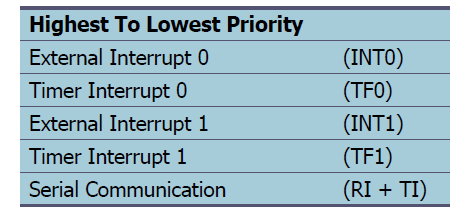 Highest To Lowest Priority
External Interrupt 0 (INT0)
Timer Interrupt 0 (TF0)
External Interrupt 1 (INT1)
Timer Interrupt 1 (TF1)
Serial Communication (RI + TI)